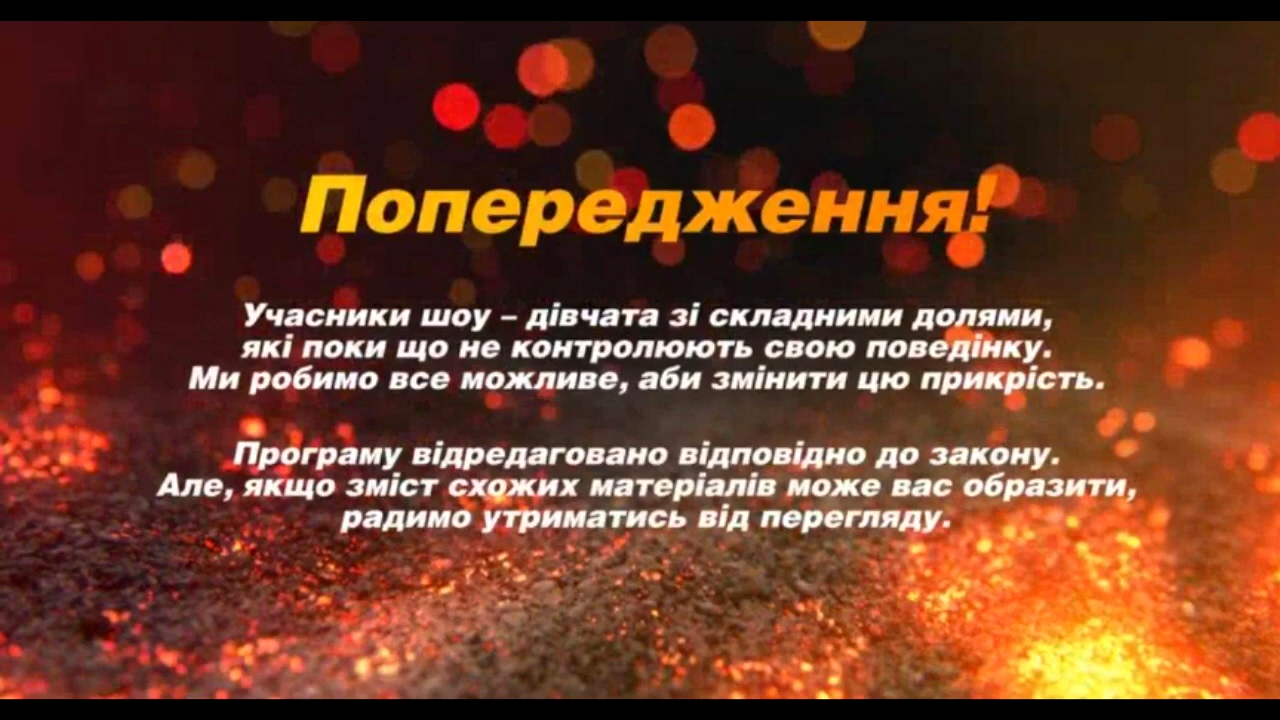 Попередження!
Учасники шоу – дівчата зі складними долями,
які поки що не контролюють свою поведінку.
Ми робимо все можливе, аби змінити цю прикрість.
Програму відредаговано відповідно до закону.
Але, якщо зміст схожих матеріалів може вас образити,
радимо утриматись від перегляду.